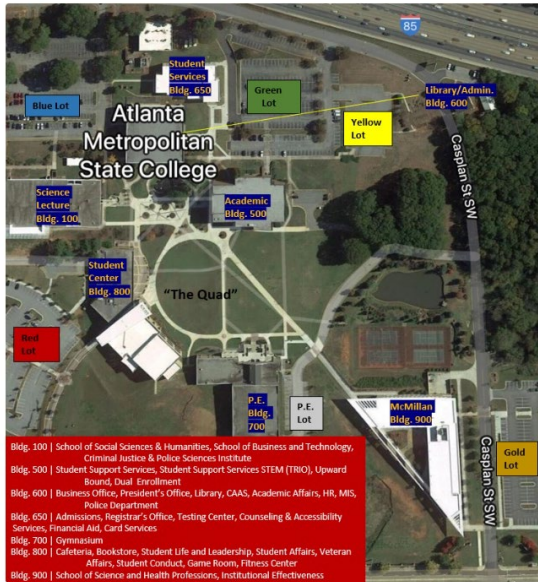 85
Student
Services
Bldg. 650
Green
Lot
Library/Admin.
Bldg. 600
Blue Lot
Atlanta
Metropolitan
State College
Yellow
Lot
Casplan St SW
Science
Lecture
Bldg. 100
Academic
Bldg. 500
Student
Center
Bldg. 800
"The Quad"
Red
Lot
P.E.
Bldg.
700
P.E.
Lot
McMillan
Bldg. 900
Gold
Lot
Casplan St SW
Bldg. 100 | School of Social Sciences & Humanities, School of Business and Technology,
Criminal Justice & Police Sciences Institute
Bldg. 500 | Student Support Services, Student Support Services STEM (TRIO), Upward
Bound, Dual Enrollment
Bldg. 600 | Business Office, President's Office, Library, CAAS, Academic Affairs, HR, MIS,
Police Department
Bldg. 650 | Admissions, Registrar's Office, Testing Center, Counseling & Accessibility
Services, Financial Aid, Card Services
Bldg. 700 | Gymnasium
Bldg. 800 | Cafeteria, Bookstore, Student Life and Leadership, Student Affairs, Veteran
Affairs, Student Conduct, Game Room, Fitness Center
Bldg. 900 | School of Science and Health Professions, Institutional Effectiveness